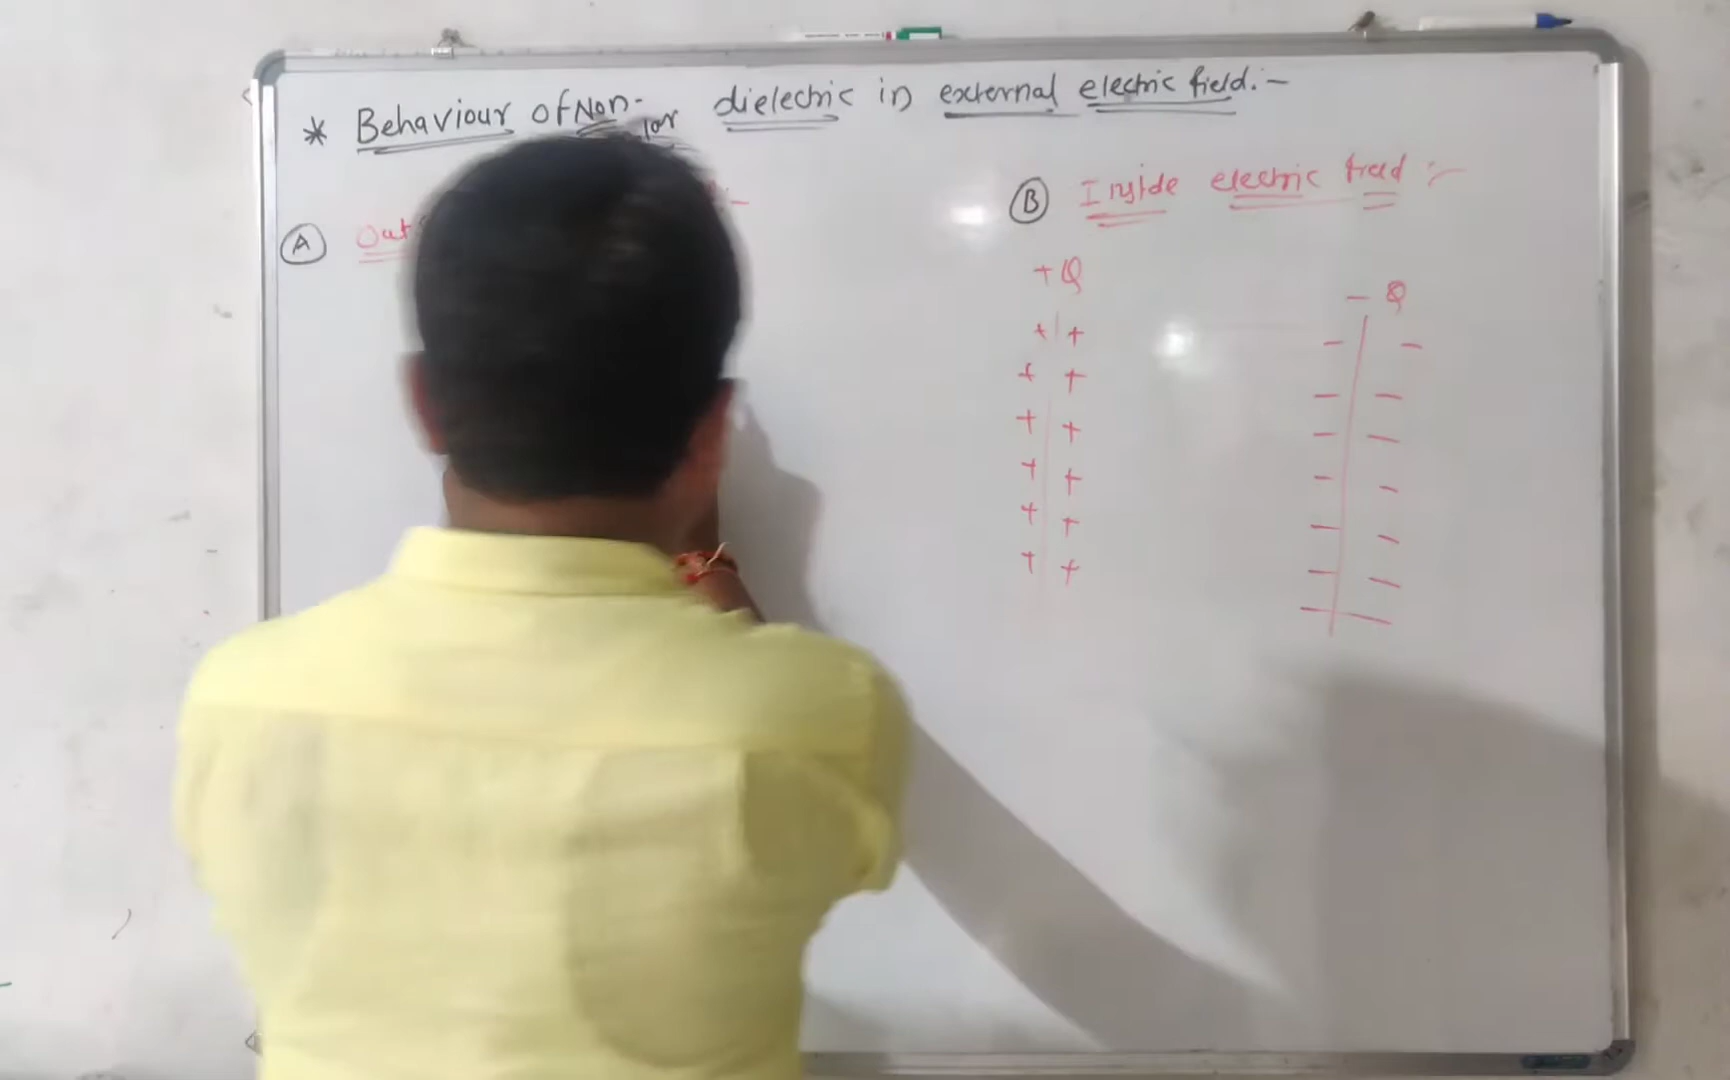 * Behaviour of Non- dielectric in external electric field :-
(A)
(B) Inside electric field :-
+ Q
- Q
+ + - -
+ + - -
+ + - -
+ + - -
+ + - -
+ + - -
- -